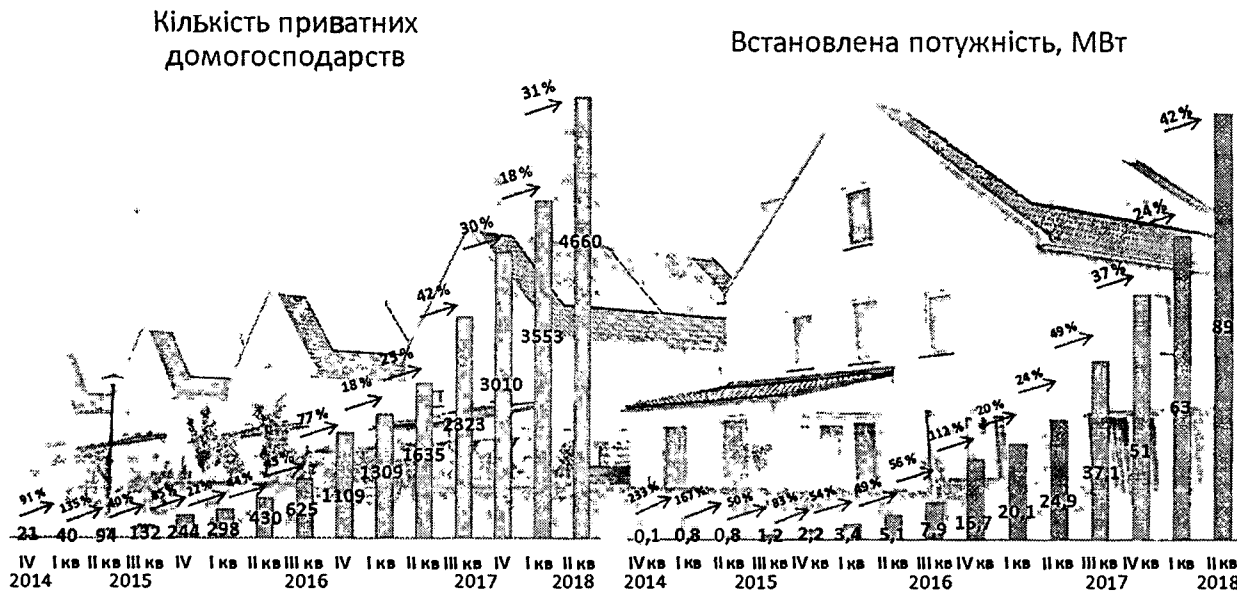 Кількість приватних
домогосподарств
Встановлена потужність, МВт
31%
42%
18%
30%
24%
37%
42%
49%
18%
24%
77%
112%
20%
56%
91%
135%
40%
22%
44%
233%
167%
50%
83%
54%
49%
21 40 94 132 244 298 430 625 1109 1309 1635 2323 3010 3553 4660
0,1 0,8 0,8 1,2 2,2 3,4 5,1 7,9 16,7 20,1 24,9 37,1 51 63 89
IV I кв II кв III кв IV I кв II кв III кв IV I кв II кв III кв IV I кв II кв
2014 2015 2016 2017 2018
IV кв I кв II кв III кв IV кв I кв II кв III кв IV кв I кв II кв III кв IV кв I кв II кв
2014 2015 2016 2017 2018